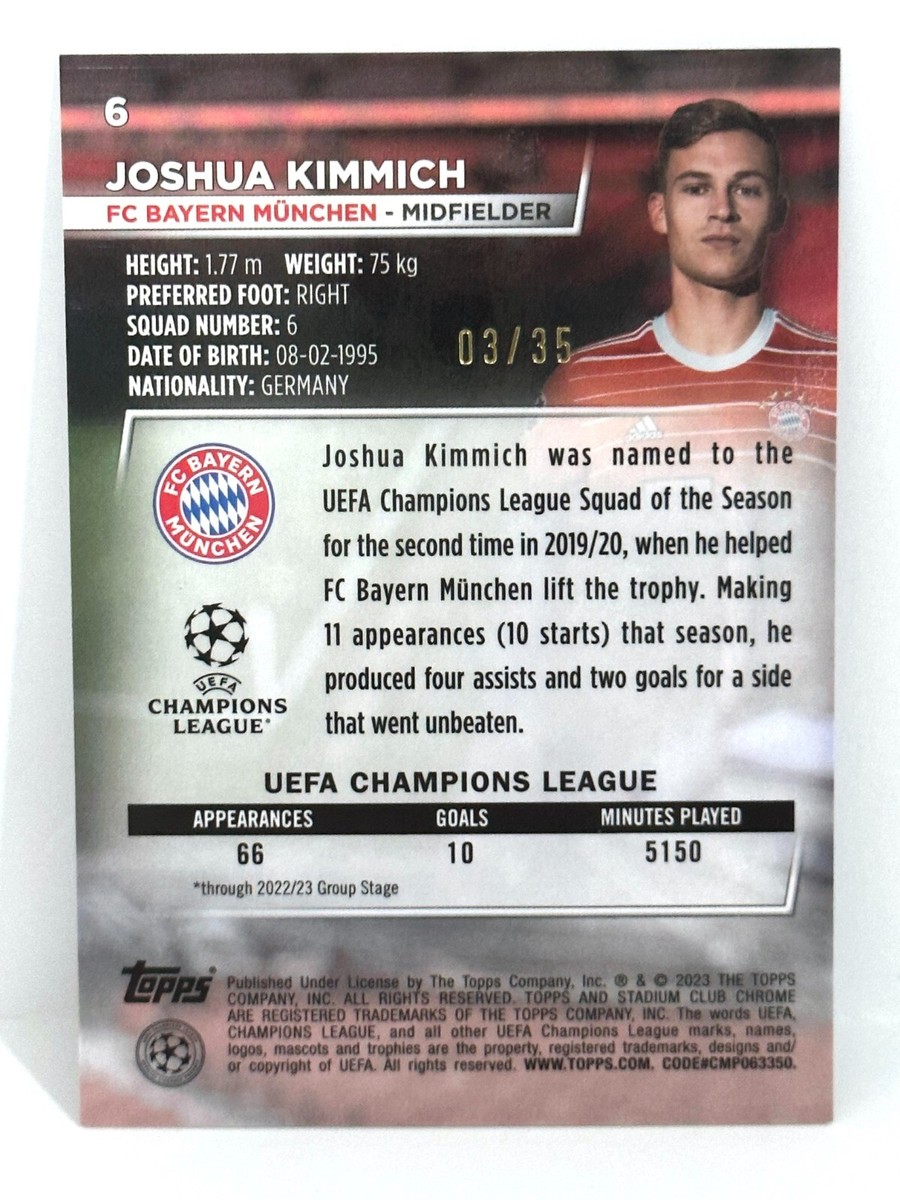 6
JOSHUA KIMMICH
FC BAYERN MÜNCHEN - MIDFIELDER
HEIGHT: 1.77 m WEIGHT: 75 kg
PREFERRED FOOT: RIGHT
SQUAD NUMBER: 6
03/35
DATE OF BIRTH: 08-02-1995
NATIONALITY: GERMANY
adidas
FC BAYERN
MÜNCHEN
Joshua Kimmich was named to the
UEFA Champions League Squad of the Season
for the second time in 2019/20, when he helped
FC Bayern München lift the trophy. Making
11 appearances (10 starts) that season, he
produced four assists and two goals for a side
that went unbeaten.
UEFA
CHAMPIONS
LEAGUE®
UEFA CHAMPIONS LEAGUE
APPEARANCES GOALS MINUTES PLAYED
66 10 5150
*through 2022/23 Group Stage
Topps®
Published Under License by The Topps Company, Inc. ® & © 2023 THE TOPPS
COMPANY, INC. ALL RIGHTS RESERVED. TOPPS AND STADIUM CLUB CHROME
ARE REGISTERED TRADEMARKS OF THE TOPPS COMPANY, INC. The words UEFA,
CHAMPIONS LEAGUE, and all other UEFA Champions League marks, names,
logos, mascots and trophies are the property, registered trademarks, designs and/
or copyright of UEFA. All rights reserved. WWW.TOPPS.COM. CODE#CMP063350.